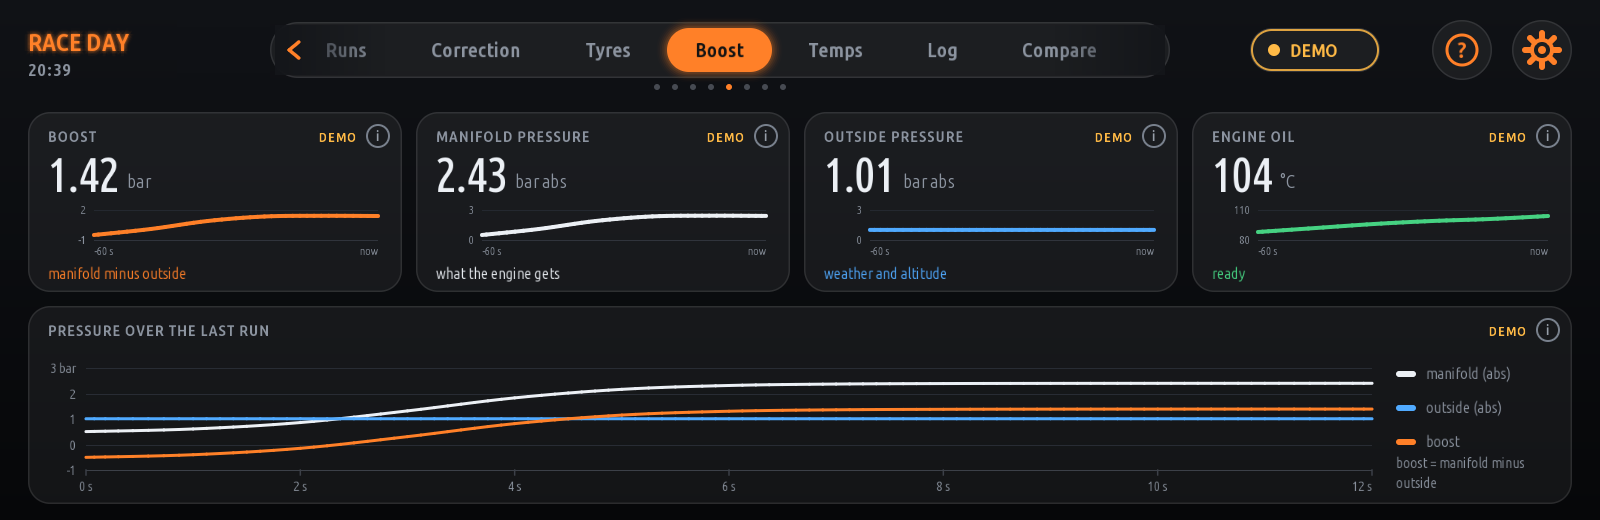 RACE DAY
20:39
Runs
Correction
Tyres
Boost
Temps
Log
Compare
DEMO
?
BOOST
DEMO
i
1.42 bar
2
-1
-60 s
now
manifold minus outside
MANIFOLD PRESSURE
DEMO
i
2.43 bar abs
3
0
-60 s
now
what the engine gets
OUTSIDE PRESSURE
DEMO
i
1.01 bar abs
3
0
-60 s
now
weather and altitude
ENGINE OIL
DEMO
i
104 °C
110
80
-60 s
now
ready
PRESSURE OVER THE LAST RUN
DEMO
i
3 bar
2
1
0
-1
0 s
2 s
4 s
6 s
8 s
10 s
12 s
manifold (abs)
outside (abs)
boost
boost = manifold minus
outside